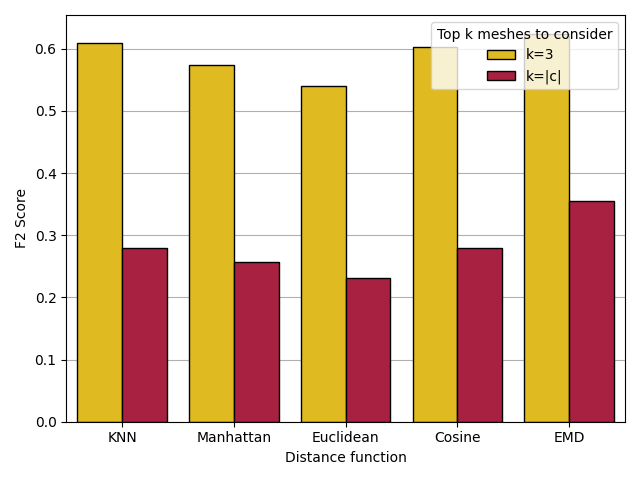 Top k meshes to consider
k=3
k=|c|
0.6
0.5
0.4
0.3
0.2
0.1
0.0
F2 Score
KNN
Manhattan
Euclidean
Cosine
EMD
Distance function